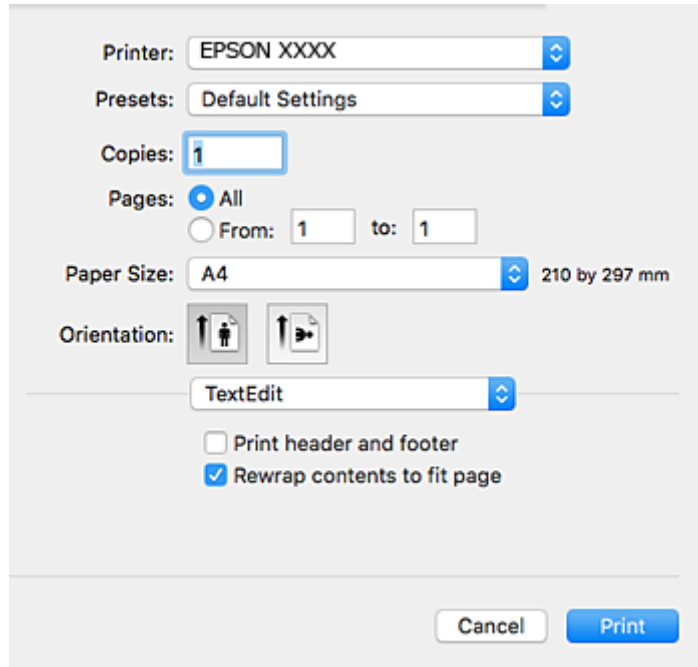 Printer: EPSON XXXX
Presets: Default Settings
Copies: 1
Pages: All
From: 1 to: 1
Paper Size: A4 210 by 297 mm
Orientation:
TextEdit
Print header and footer
Rewrap contents to fit page
Cancel Print